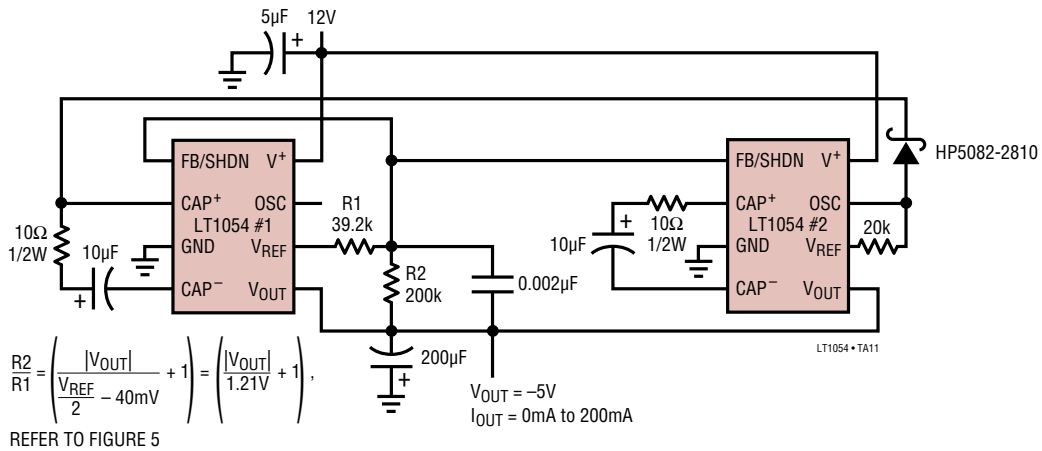 5µF 12V
+
FB/SHDN V+
CAP+ OSC
LT1054 #1
GND VREF
CAP– VOUT
10Ω
1/2W
10µF
+
R1
39.2k
R2
200k
0.002µF
200µF
+
VOUT = –5V
IOUT = 0mA to 200mA
FB/SHDN V+
CAP+ OSC
LT1054 #2
GND VREF
CAP– VOUT
+
10µF
10Ω
1/2W
20k
HP5082-2810
LT1054 • TA11
R2/R1 = (|VOUT|/(VREF/2 – 40mV) + 1) = (|VOUT|/1.21V + 1),
REFER TO FIGURE 5